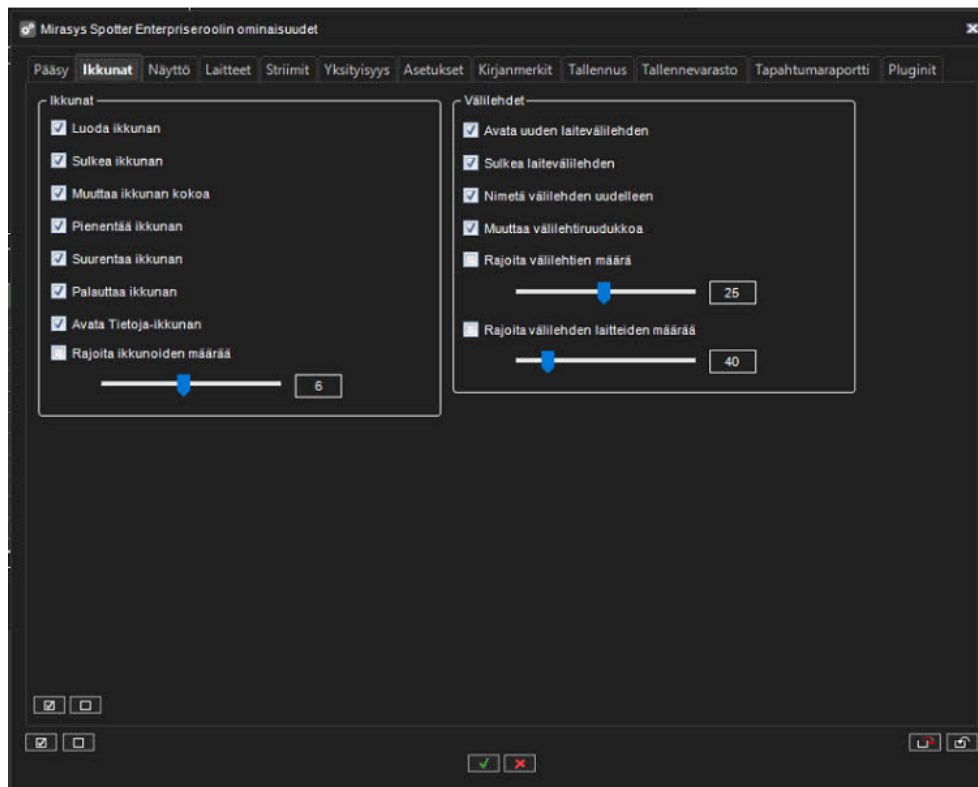 Mirasys Spotter Enterpriseroolin ominaisuudet
Pääsy Ikkunat Näyttö Laitteet Striimit Yksityisyys Asetukset Kirjanmerkit Tallennus Tallennevarasto Tapahtumaraportti Pluginit
Ikkunat
Luoda ikkunan
Sulkea ikkunan
Muuttaa ikkunan kokoa
Pienentää ikkunan
Suurentaa ikkunan
Palauttaa ikkunan
Avata Tietoja-ikkunan
Rajoita ikkunoiden määrää
6
Välilehdet
Avata uuden laitevälilehden
Sulkea laitevälilehden
Nimetä välilehden uudelleen
Muuttaa välilehtiruudukkoa
Rajoita välilehtien määrä
25
Rajoita välilehden laitteiden määrää
40